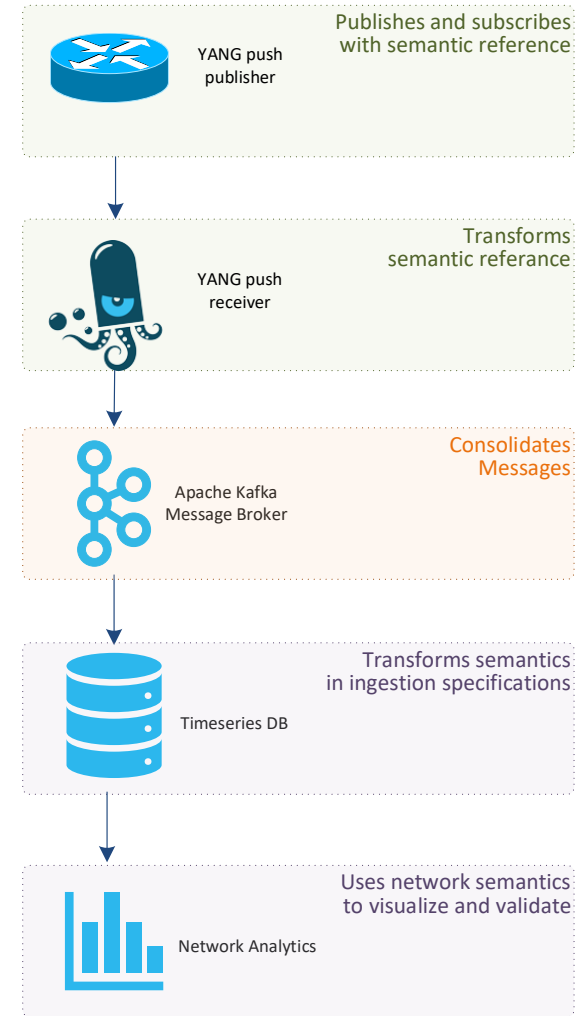 Publishes and subscribes
with semantic reference
YANG push
publisher
Transforms
semantic referance
YANG push
receiver
Consolidates
Messages
Apache Kafka
Message Broker
Transforms semantics
in ingestion specifications
Timeseries DB
Uses network semantics
to visualize and validate
Network Analytics